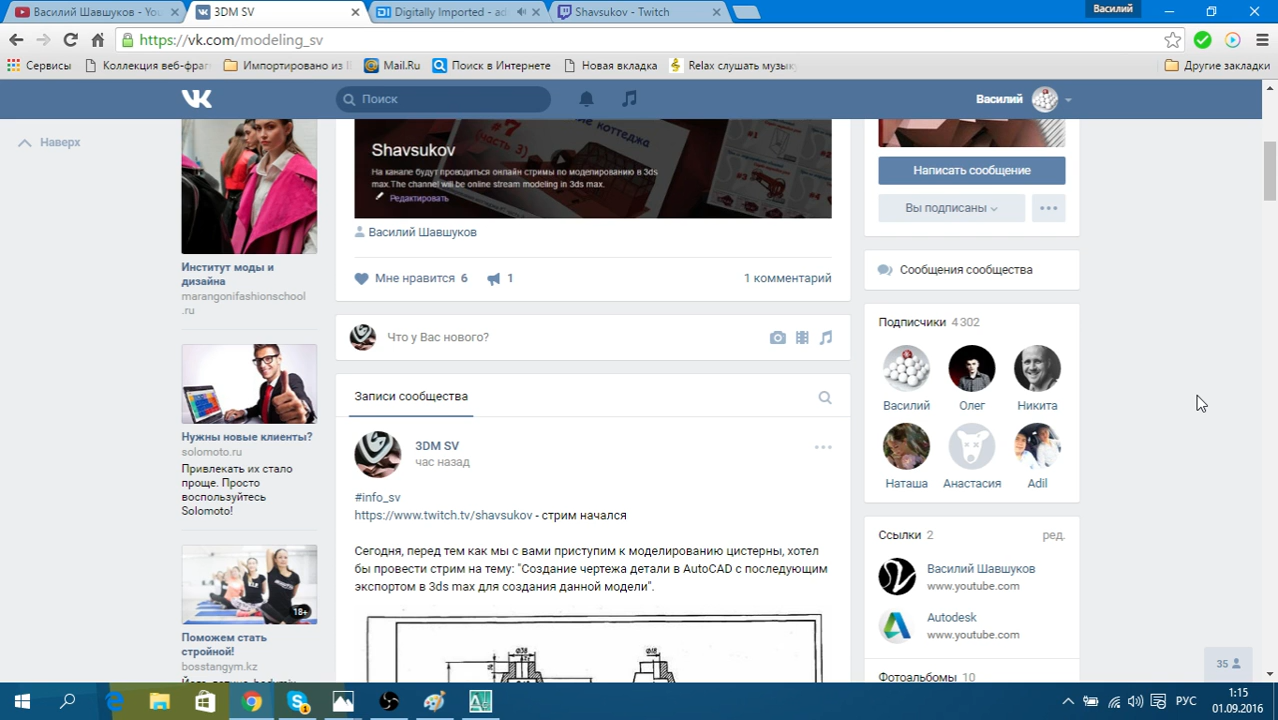 Василий Шавшуков - You
3DM SV
Digitally Imported - ad
Shavsukov - Twitch
Василий
https://vk.com/modeling_sv
Сервисы
Коллекция веб-фраг
Импортировано из I
Mail.Ru
Поиск в Интернете
Новая вкладка
Relax слушать музык
Другие закладки
Поиск
Василий
Наверх
#7
(часть 3)
коттеджа
Shavsukov
На канале будут проводиться онлайн стримы по моделированию в 3ds
max.The channel will be online stream modeling in 3ds max.
Редактировать
Василий Шавшуков
Мне нравится 6
1
1 комментарий
Что у Вас нового?
Записи сообщества
3DM SV
час назад
#info_sv
https://www.twitch.tv/shavsukov - стрим начался
Сегодня, перед тем как мы с вами приступим к моделированию цистерны, хотел
бы провести стрим на тему: "Создание чертежа детали в AutoCAD с последующим
экспортом в 3ds max для создания данной модели".
Институт моды и
дизайна
marangonifashionschool
.ru
Нужны новые клиенты?
solomoto.ru
Привлекать их стало
проще. Просто
воспользуйтесь
Solomoto!
18+
Поможем стать
стройной!
bosstangym.kz
Написать сообщение
Вы подписаны
Сообщения сообщества
Подписчики 4 302
Василий
Олег
Никита
Наташа
Анастасия
Adil
Ссылки 2
ред.
Василий Шавшуков
www.youtube.com
Autodesk
www.youtube.com
Фотоальбомы 10
35
РУС
1:15
01.09.2016